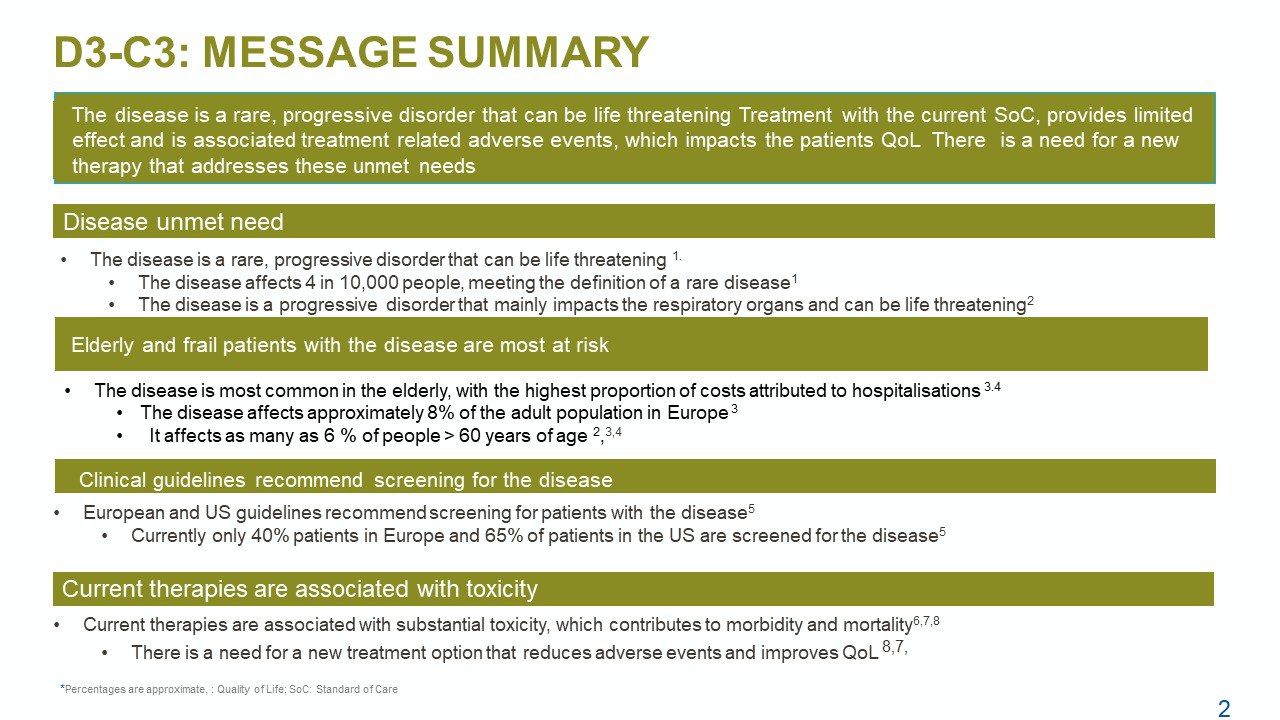 D3-C3: MESSAGE SUMMARY
The disease is a rare, progressive disorder that can be life threatening Treatment with the current SoC, provides limited
effect and is associated treatment related adverse events, which impacts the patients QoL There is a need for a new
therapy that addresses these unmet needs
Disease unmet need
• The disease is a rare, progressive disorder that can be life threatening 1.
• The disease affects 4 in 10,000 people, meeting the definition of a rare disease1
• The disease is a progressive disorder that mainly impacts the respiratory organs and can be life threatening2
Elderly and frail patients with the disease are most at risk
• The disease is most common in the elderly, with the highest proportion of costs attributed to hospitalisations 3.4
• The disease affects approximately 8% of the adult population in Europe 3
• It affects as many as 6 % of people > 60 years of age 2,3,4
Clinical guidelines recommend screening for the disease
• European and US guidelines recommend screening for patients with the disease5
• Currently only 40% patients in Europe and 65% of patients in the US are screened for the disease5
Current therapies are associated with toxicity
• Current therapies are associated with substantial toxicity, which contributes to morbidity and mortality6,7,8
• There is a need for a new treatment option that reduces adverse events and improves QoL 8,7,
*Percentages are approximate, : Quality of Life; SoC: Standard of Care
2